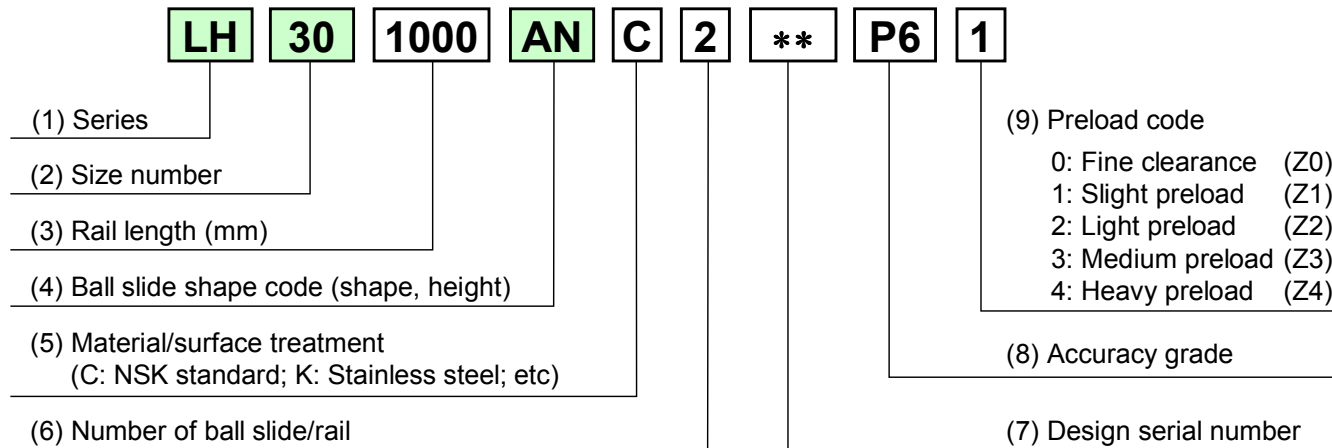 LH 30 1000 AN C 2 ** P6 1
(1) Series
(2) Size number
(3) Rail length (mm)
(4) Ball slide shape code (shape, height)
(5) Material/surface treatment
(C: NSK standard; K: Stainless steel; etc)
(6) Number of ball slide/rail
(9) Preload code
0: Fine clearance (Z0)
1: Slight preload (Z1)
2: Light preload (Z2)
3: Medium preload (Z3)
4: Heavy preload (Z4)
(8) Accuracy grade
(7) Design serial number